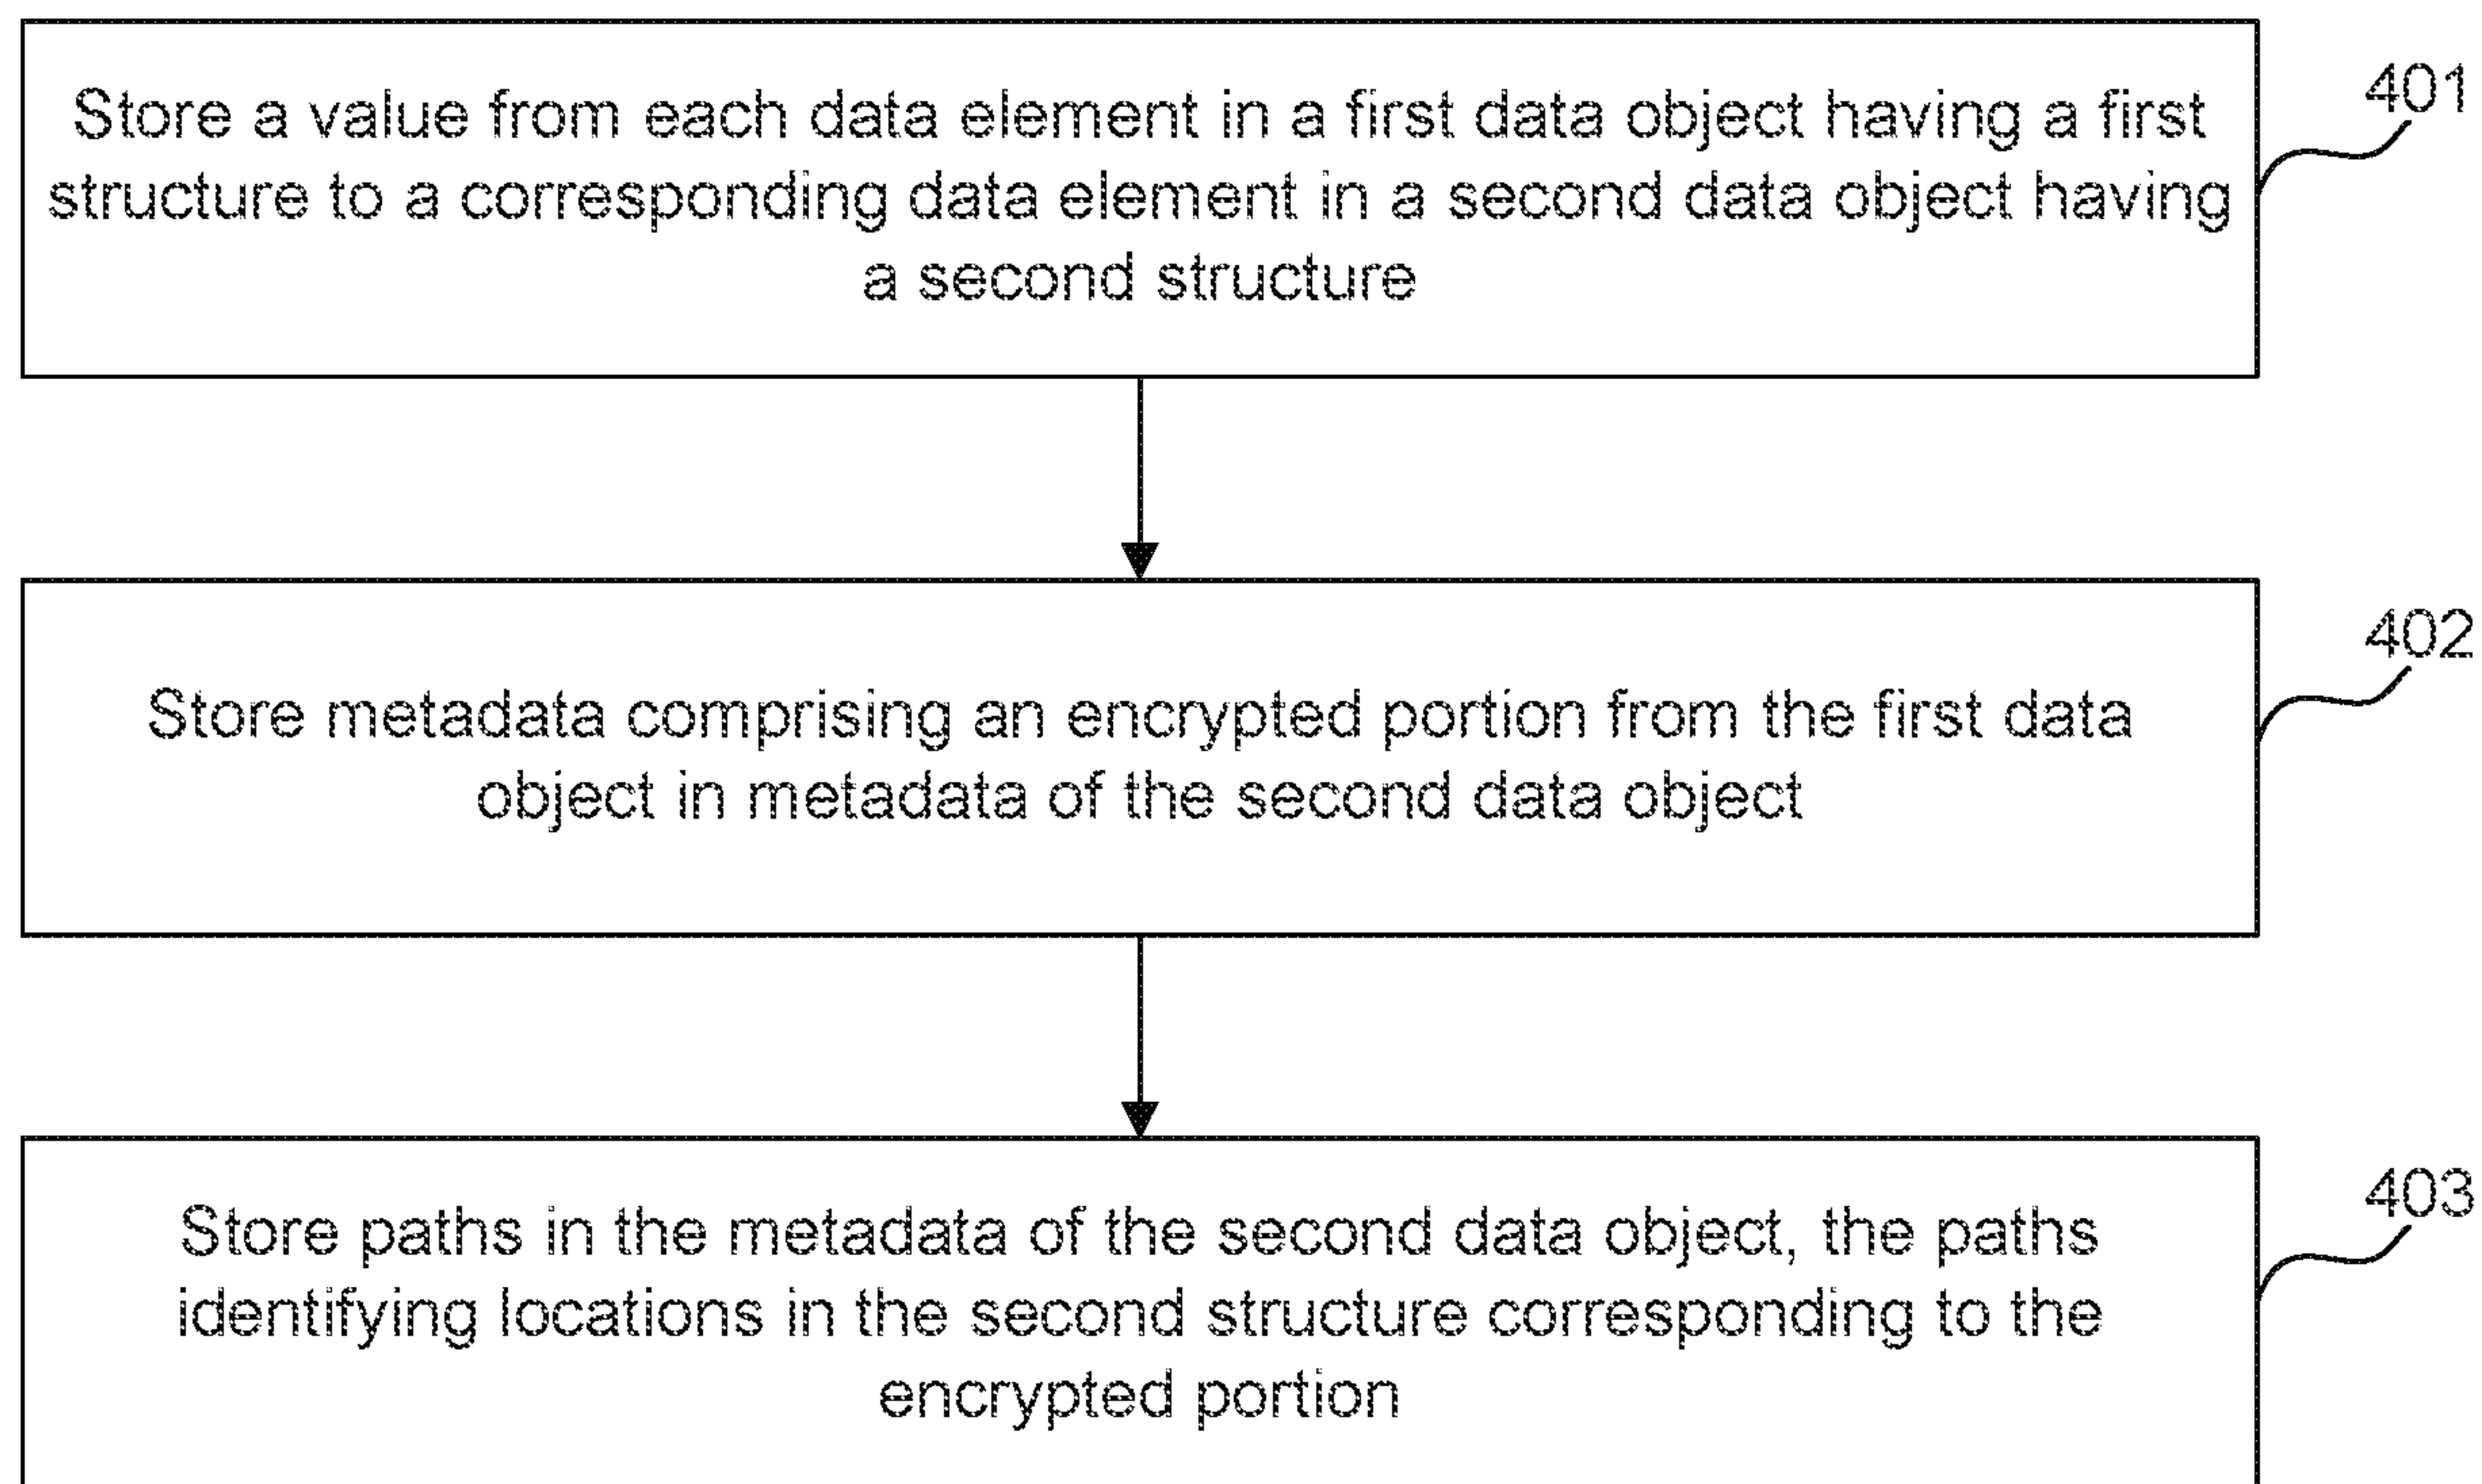 Store a value from each data element in a first data object having a first
structure to a corresponding data element in a second data object having
a second structure
401
Store metadata comprising an encrypted portion from the first data
object in metadata of the second data object
402
Store paths in the metadata of the second data object, the paths
identifying locations in the second structure corresponding to the
encrypted portion
403